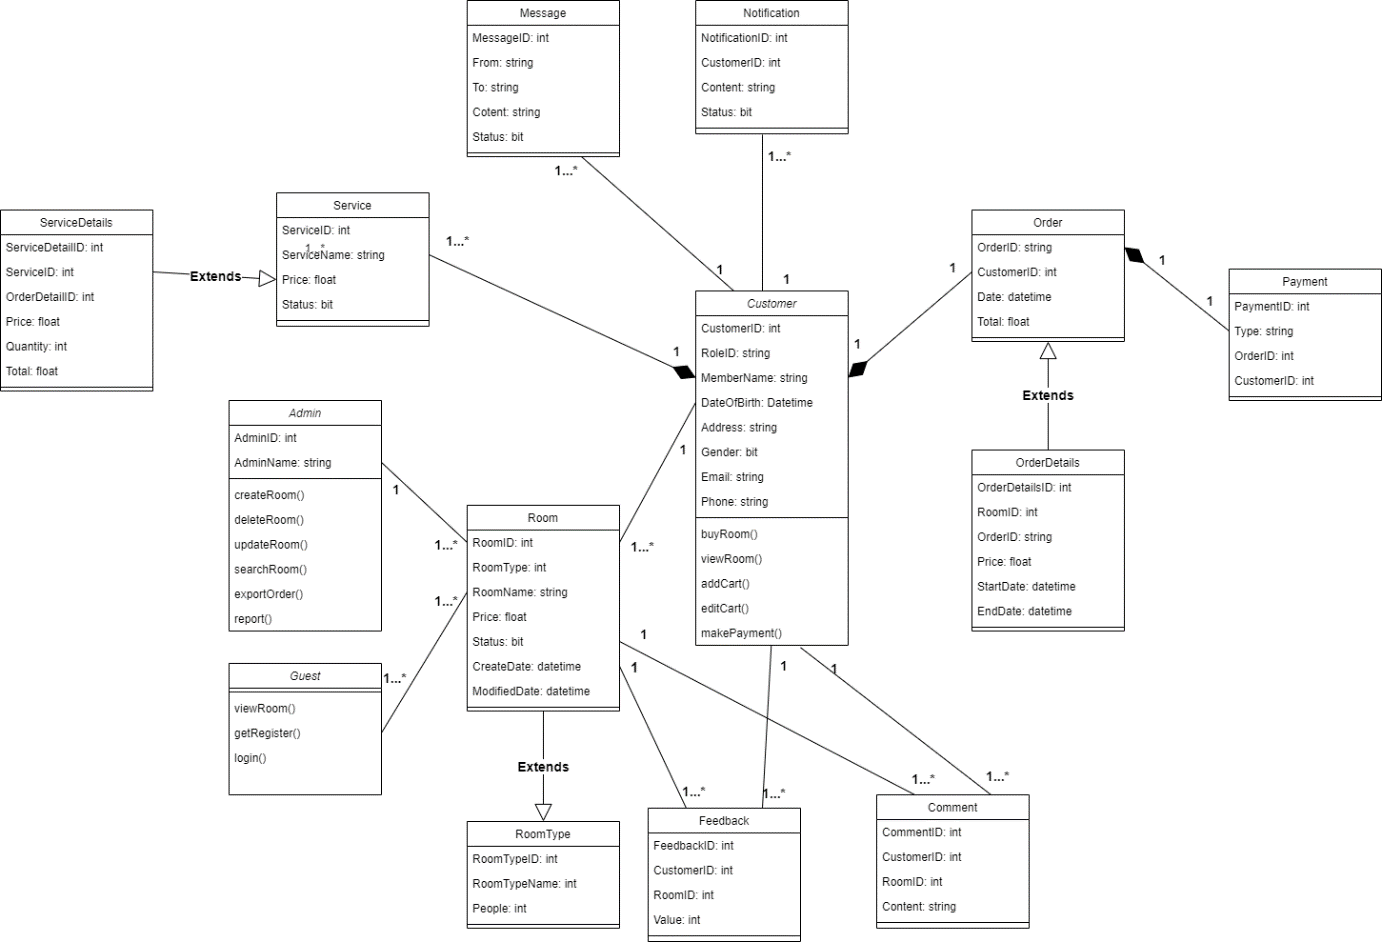 Message
MessageID: int
From: string
To: string
Cotent: string
Status: bit
1...*
1
Notification
NotificationID: int
CustomerID: int
Content: string
Status: bit
1...*
1
ServiceDetails
ServiceDetailID: int
ServiceID: int
OrderDetailID: int
Price: float
Quantity: int
Total: float
Extends
Service
ServiceID: int
1...*
ServiceName: string
Price: float
Status: bit
1...*
1
Customer
CustomerID: int
RoleID: string
MemberName: string
DateOfBirth: Datetime
Address: string
Gender: bit
Email: string
Phone: string
buyRoom()
viewRoom()
addCart()
editCart()
makePayment()
1
1
Order
OrderID: string
CustomerID: int
Date: datetime
Total: float
1
1
Payment
PaymentID: int
Type: string
OrderID: int
CustomerID: int
Extends
OrderDetails
OrderDetailsID: int
RoomID: int
OrderID: string
Price: float
StartDate: datetime
EndDate: datetime
Admin
AdminID: int
AdminName: string
createRoom()
deleteRoom()
updateRoom()
searchRoom()
exportOrder()
report()
1
1...*
1
1...*
Room
RoomID: int
RoomType: int
RoomName: string
Price: float
Status: bit
CreateDate: datetime
ModifiedDate: datetime
1...*
1...*
Guest
viewRoom()
getRegister()
login()
1
1
1
1
Extends
RoomType
RoomTypeID: int
RoomTypeName: int
People: int
1...*
1...*
Feedback
FeedbackID: int
CustomerID: int
RoomID: int
Value: int
1...*
1...*
Comment
CommentID: int
CustomerID: int
RoomID: int
Content: string